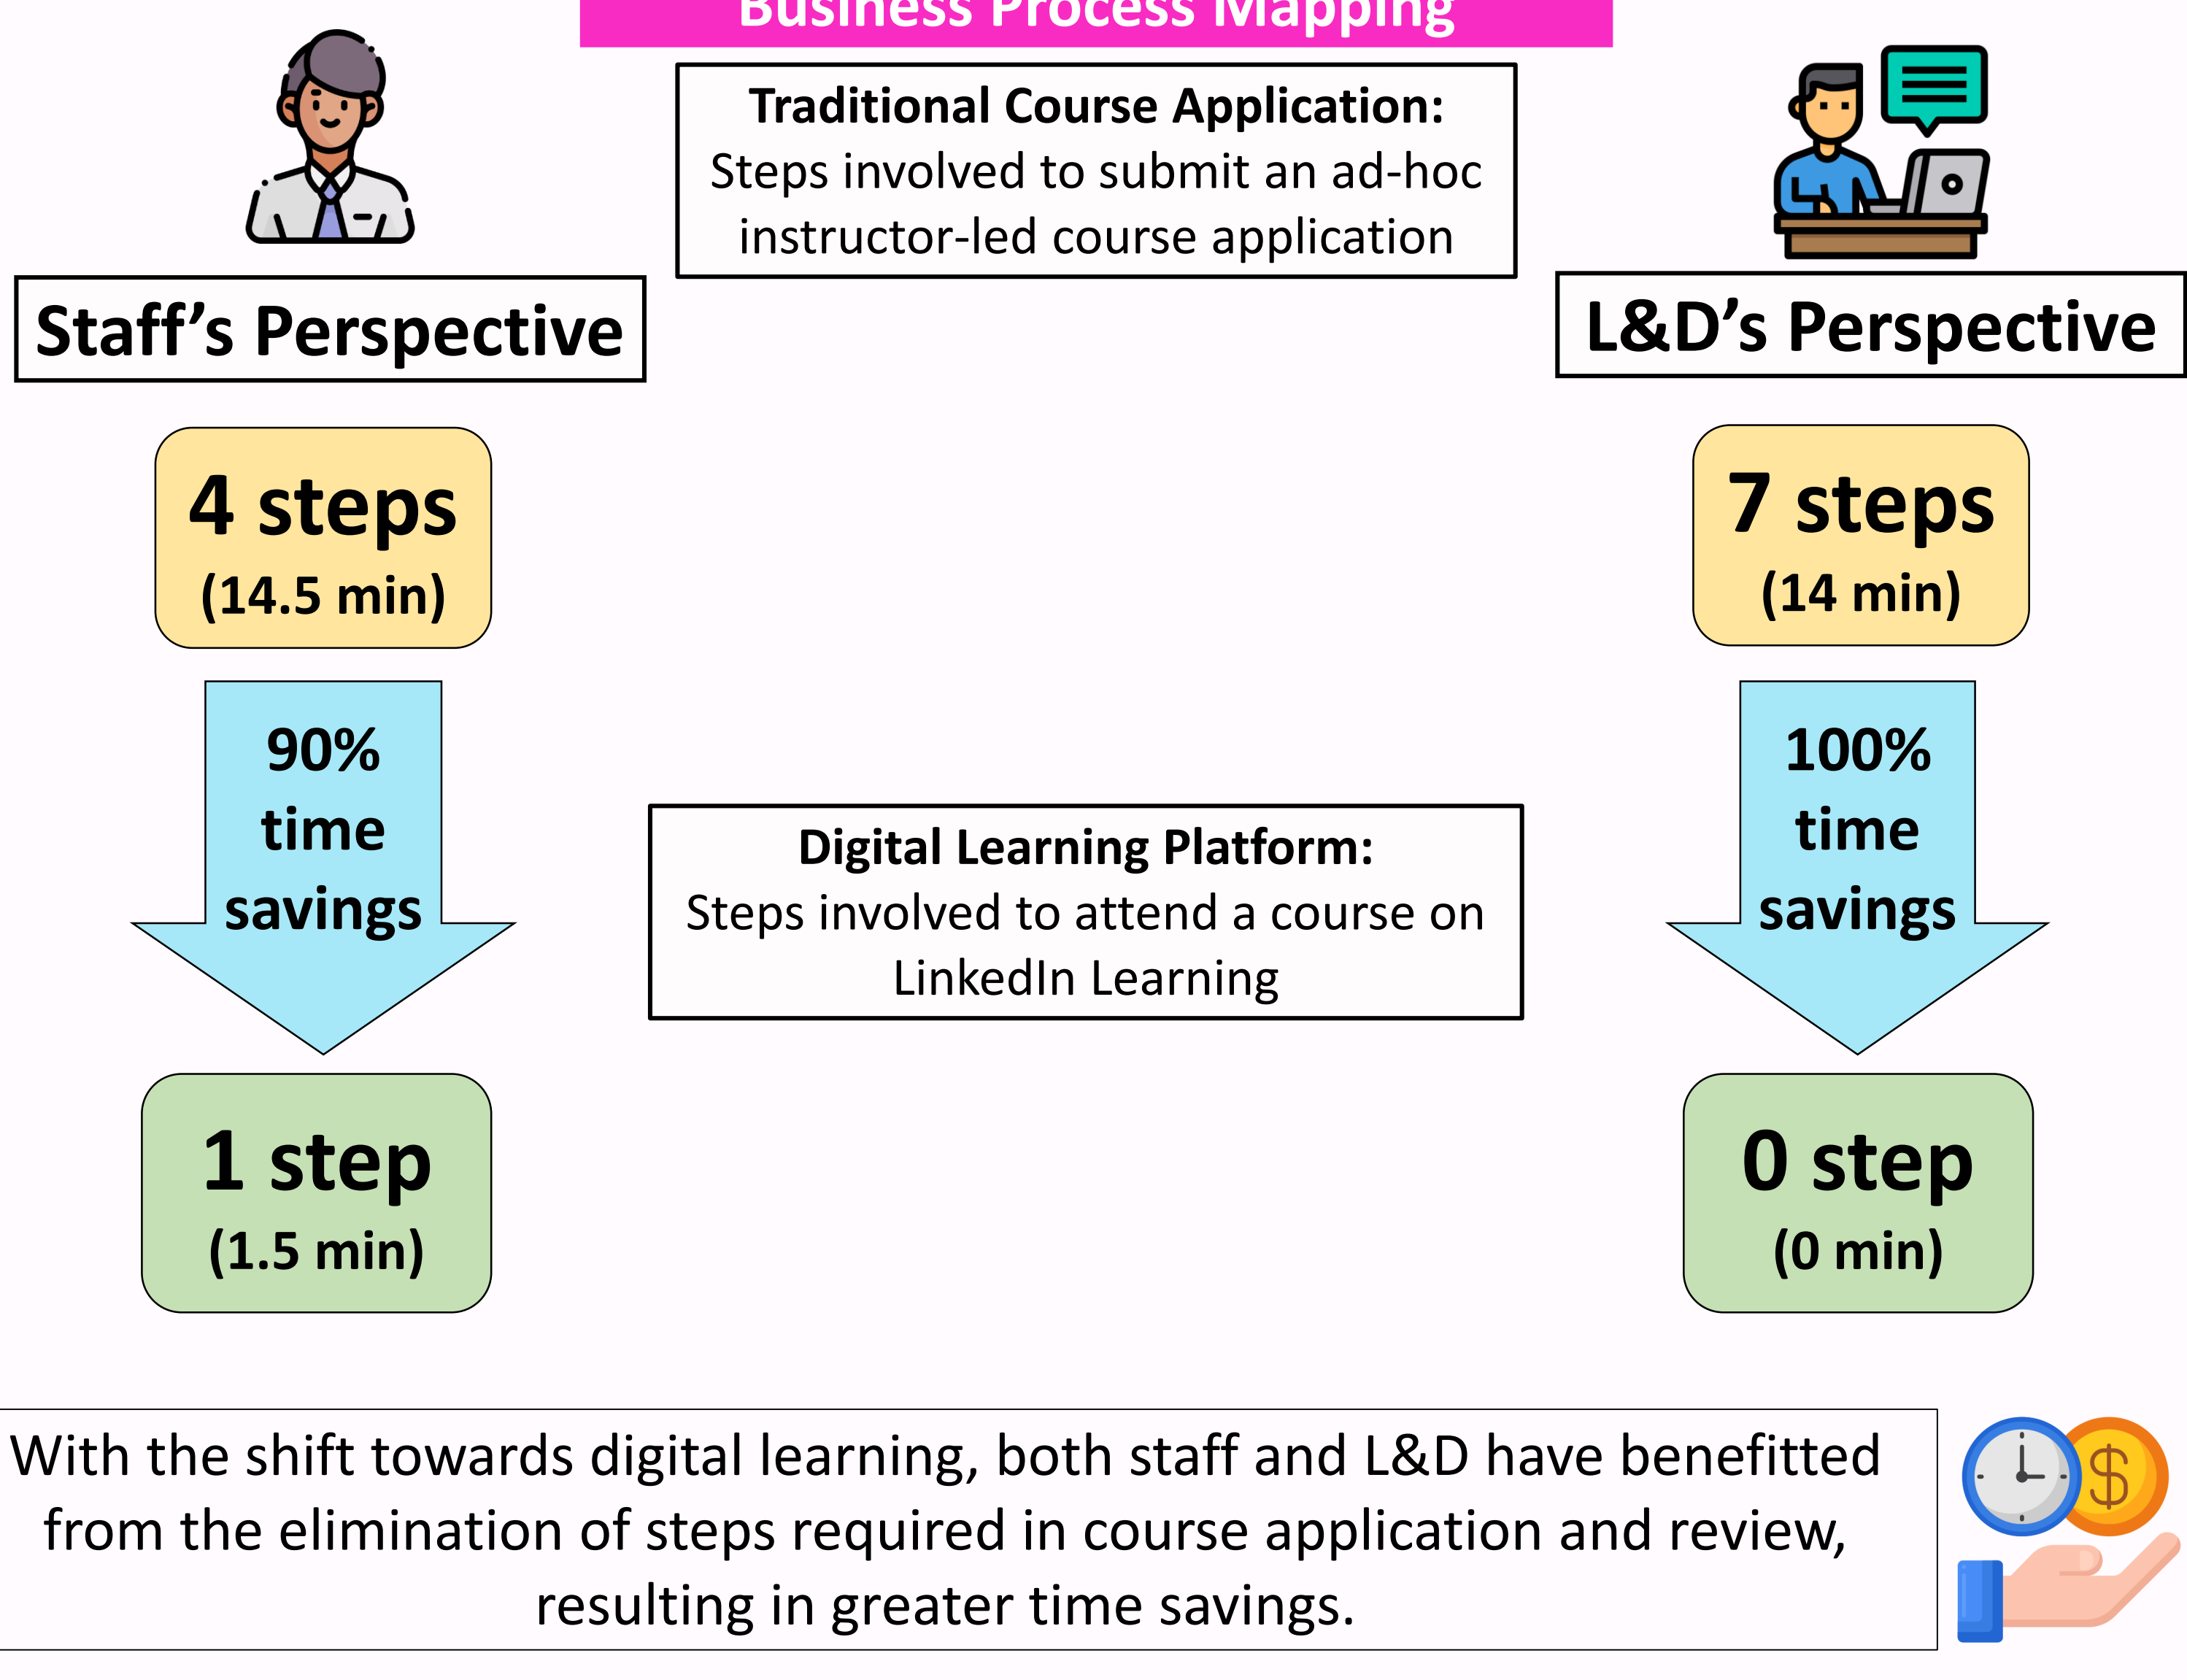 Business Process Mapping
Traditional Course Application:
Steps involved to submit an ad-hoc
instructor-led course application
Staff’s Perspective
L&D’s Perspective
4 steps
(14.5 min)
7 steps
(14 min)
90%
time
savings
100%
time
savings
Digital Learning Platform:
Steps involved to attend a course on
LinkedIn Learning
1 step
(1.5 min)
0 step
(0 min)
With the shift towards digital learning, both staff and L&D have benefitted
from the elimination of steps required in course application and review,
resulting in greater time savings.
$